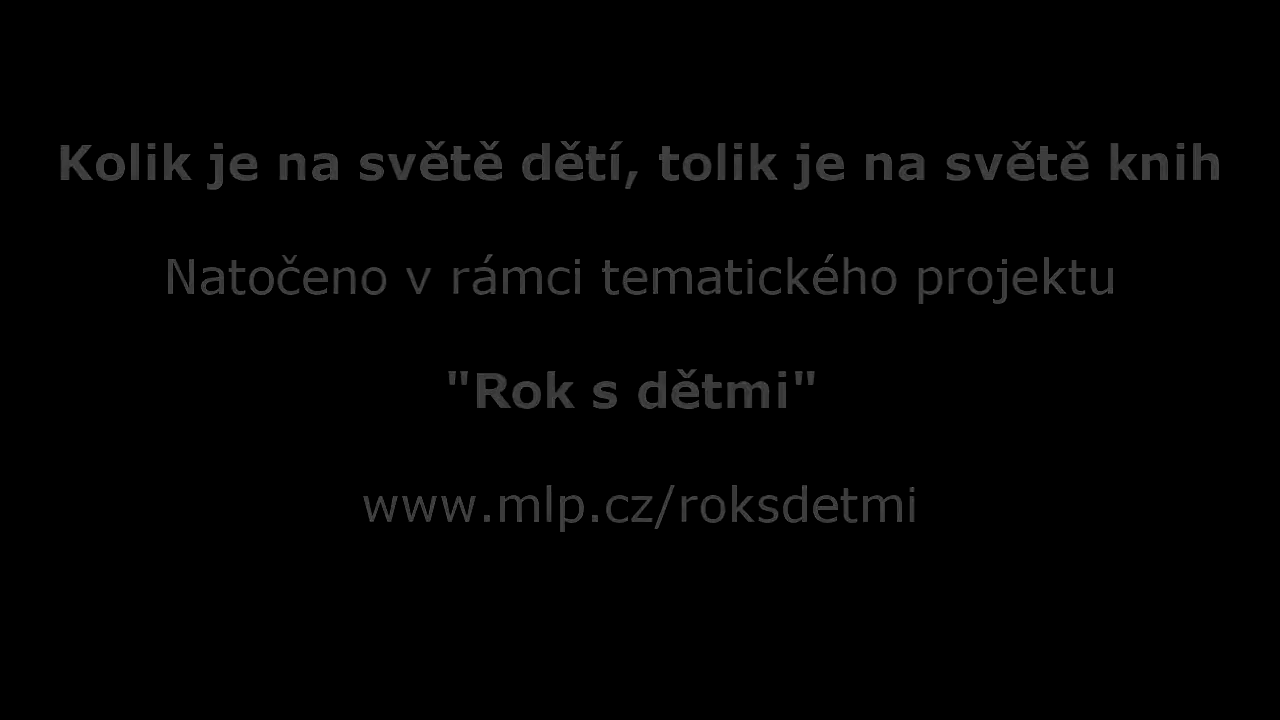 Kolik je na světě dětí, tolik je na světě knih
Natočeno v rámci tematického projektu
"Rok s dětmi"
www.mlp.cz/roksdetmi